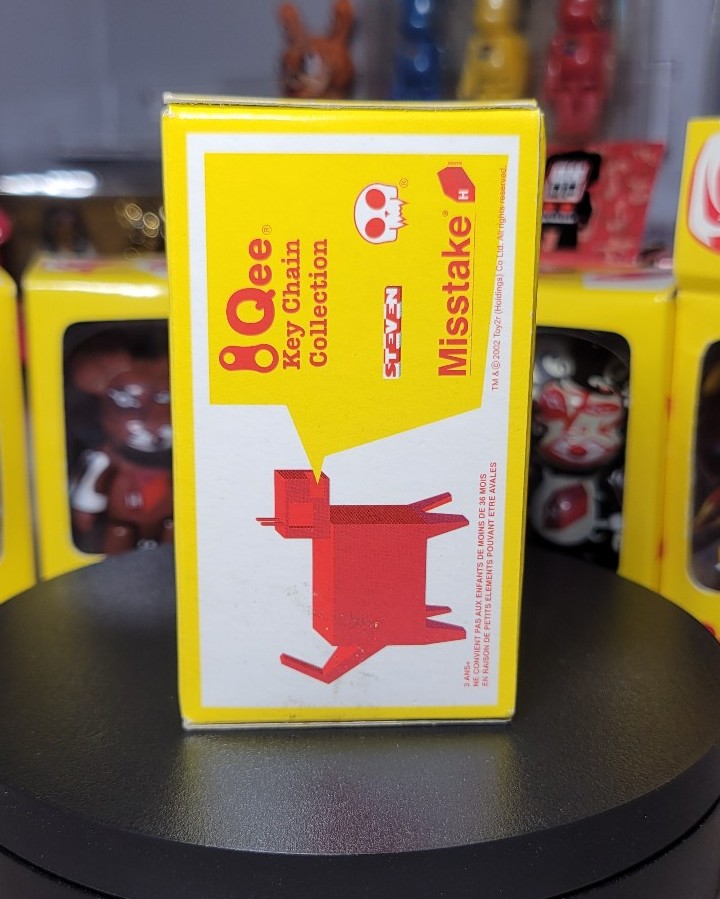 Qee®
Key Chain
Collection
®
STEVEN
Misstake®
H
TM & © 2002 Toy2r (Holdings) Co Ltd. All rights reserved.
3 ANS+
NE CONVIENT PAS AUX ENFANTS DE MOINS DE 36 MOIS
EN RAISON DE PETITS ELEMENTS POUVANT ETRE AVALES